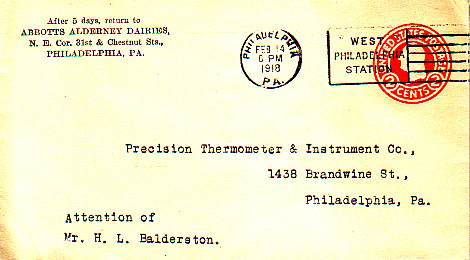 After 5 days, return to
ABBOTTS ALDERNEY DAIRIES,
N. E. Cor. 31st & Chestnut Sts.,
PHILADELPHIA, PA.
PHILADELPHIA
FEB 14
6 PM
1918
PA.
WEST
PHILADELPHIA
STATION
UNITED STATES POSTAGE
2 CENTS 2
Precision Thermometer & Instrument Co.,
1438 Brandwine St.,
Philadelphia, Pa.
Attention of
Mr. H. L. Balderston.